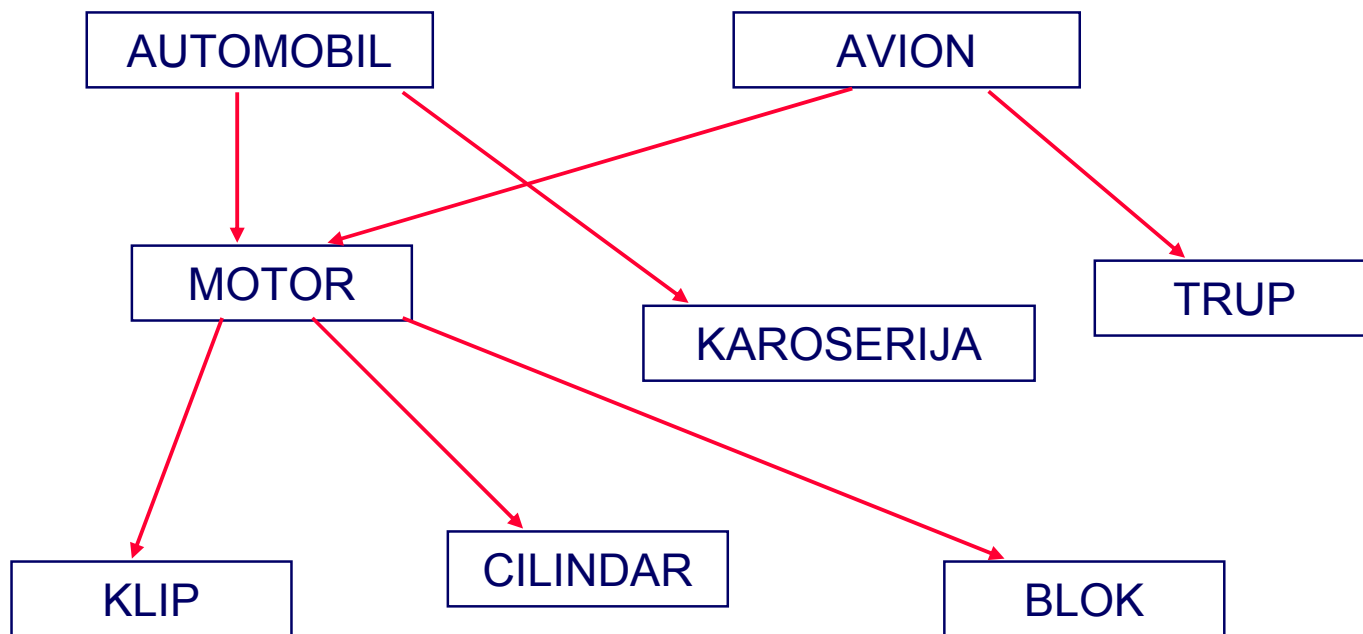 AUTOMOBIL
AVION
MOTOR
TRUP
KAROSERIJA
CILINDAR
KLIP
BLOK